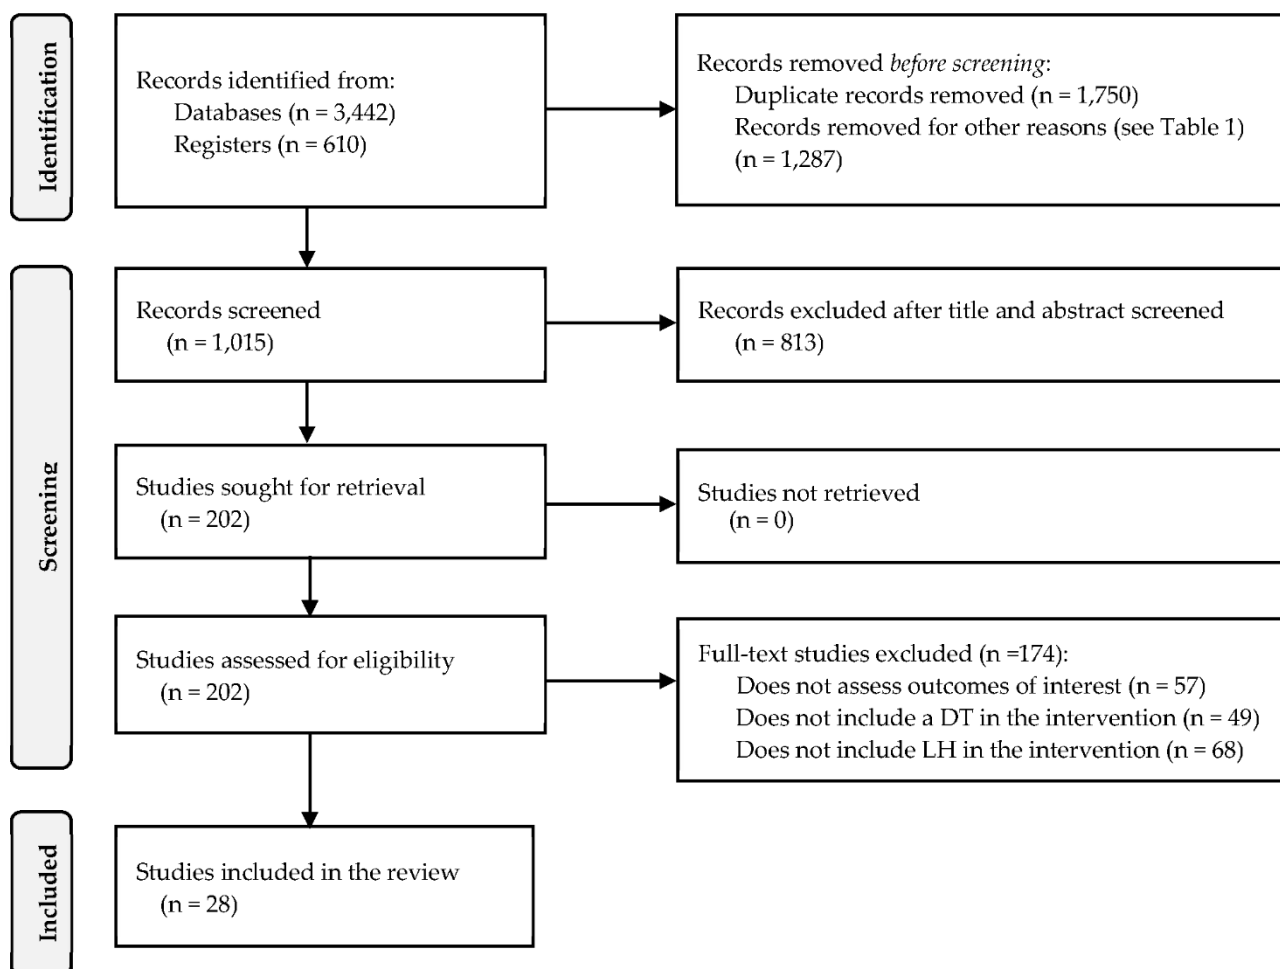 Identification
Records identified from:
Databases (n = 3,442)
Registers (n = 610)
Records removed before screening:
Duplicate records removed (n = 1,750)
Records removed for other reasons (see Table 1)
(n = 1,287)
Screening
Records screened
(n = 1,015)
Records excluded after title and abstract screened
(n = 813)
Studies sought for retrieval
(n = 202)
Studies not retrieved
(n = 0)
Studies assessed for eligibility
(n = 202)
Full-text studies excluded (n =174):
Does not assess outcomes of interest (n = 57)
Does not include a DT in the intervention (n = 49)
Does not include LH in the intervention (n = 68)
Included
Studies included in the review
(n = 28)